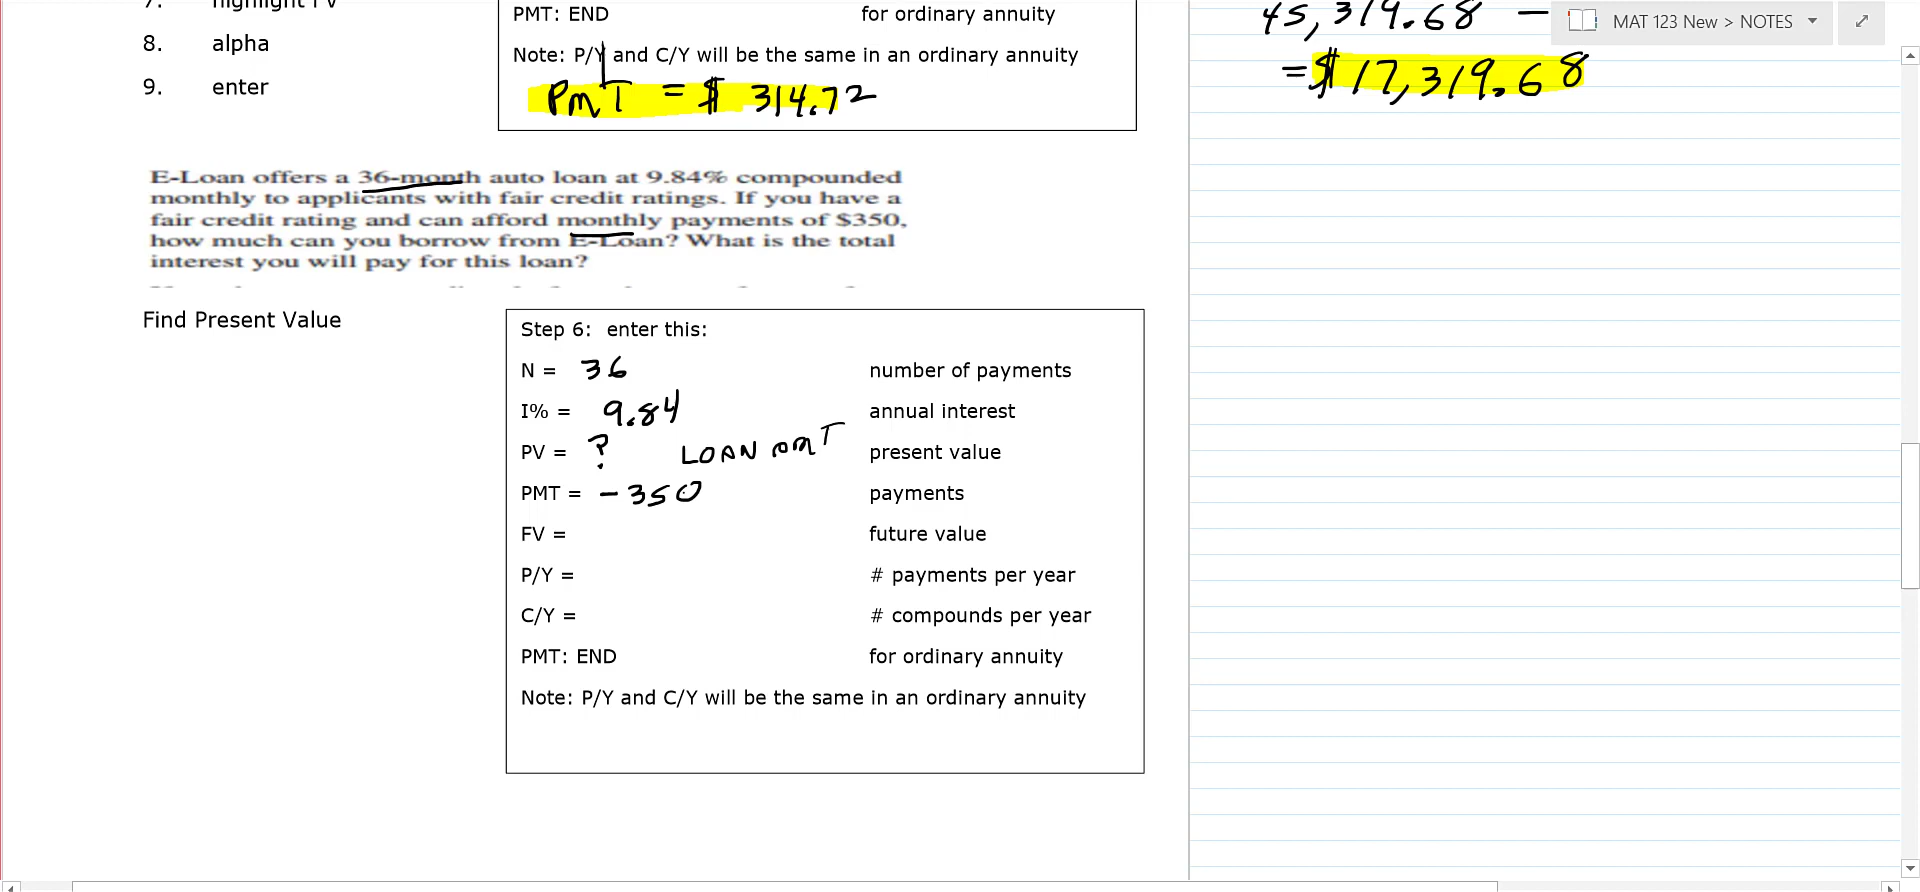 7. highlight PV
8. alpha
9. enter
PMT: END for ordinary annuity
Note: P/Y and C/Y will be the same in an ordinary annuity
PmT = $ 314.72
45,319.68 —
= $17,319.68
MAT 123 New > NOTES
E-Loan offers a 36-month auto loan at 9.84% compounded
monthly to applicants with fair credit ratings. If you have a
fair credit rating and can afford monthly payments of $350,
how much can you borrow from E-Loan? What is the total
interest you will pay for this loan?
Find Present Value
Step 6: enter this:
N = 36 number of payments
I% = 9.84 annual interest
PV = ? LOAN AMT present value
PMT = -350 payments
FV = future value
P/Y = # payments per year
C/Y = # compounds per year
PMT: END for ordinary annuity
Note: P/Y and C/Y will be the same in an ordinary annuity